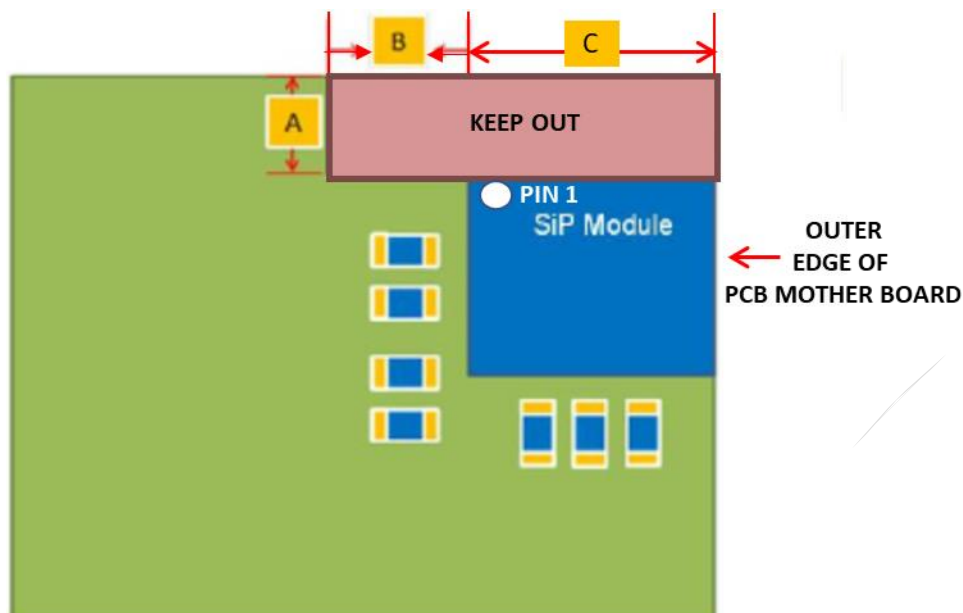 B
C
A
KEEP OUT
PIN 1
SiP Module
OUTER
EDGE OF
PCB MOTHER BOARD